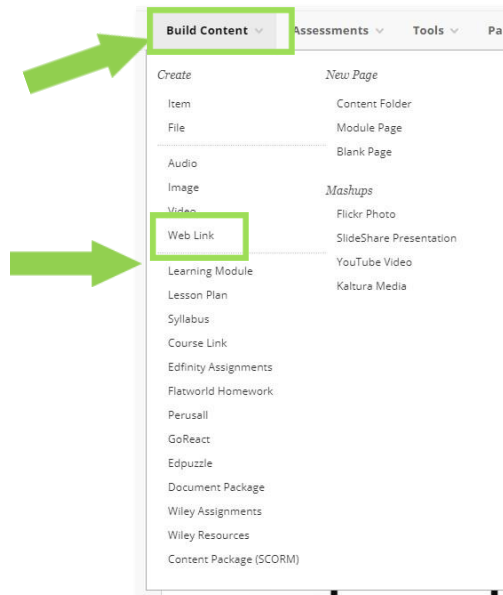 Build Content Assessments Tools Pa
Create
Item
File
Audio
Image
Video
Web Link
Learning Module
Lesson Plan
Syllabus
Course Link
Edfinity Assignments
Flatworld Homework
Perusall
GoReact
Edpuzzle
Document Package
Wiley Assignments
Wiley Resources
Content Package (SCORM)
New Page
Content Folder
Module Page
Blank Page
Mashups
Flickr Photo
SlideShare Presentation
YouTube Video
Kaltura Media